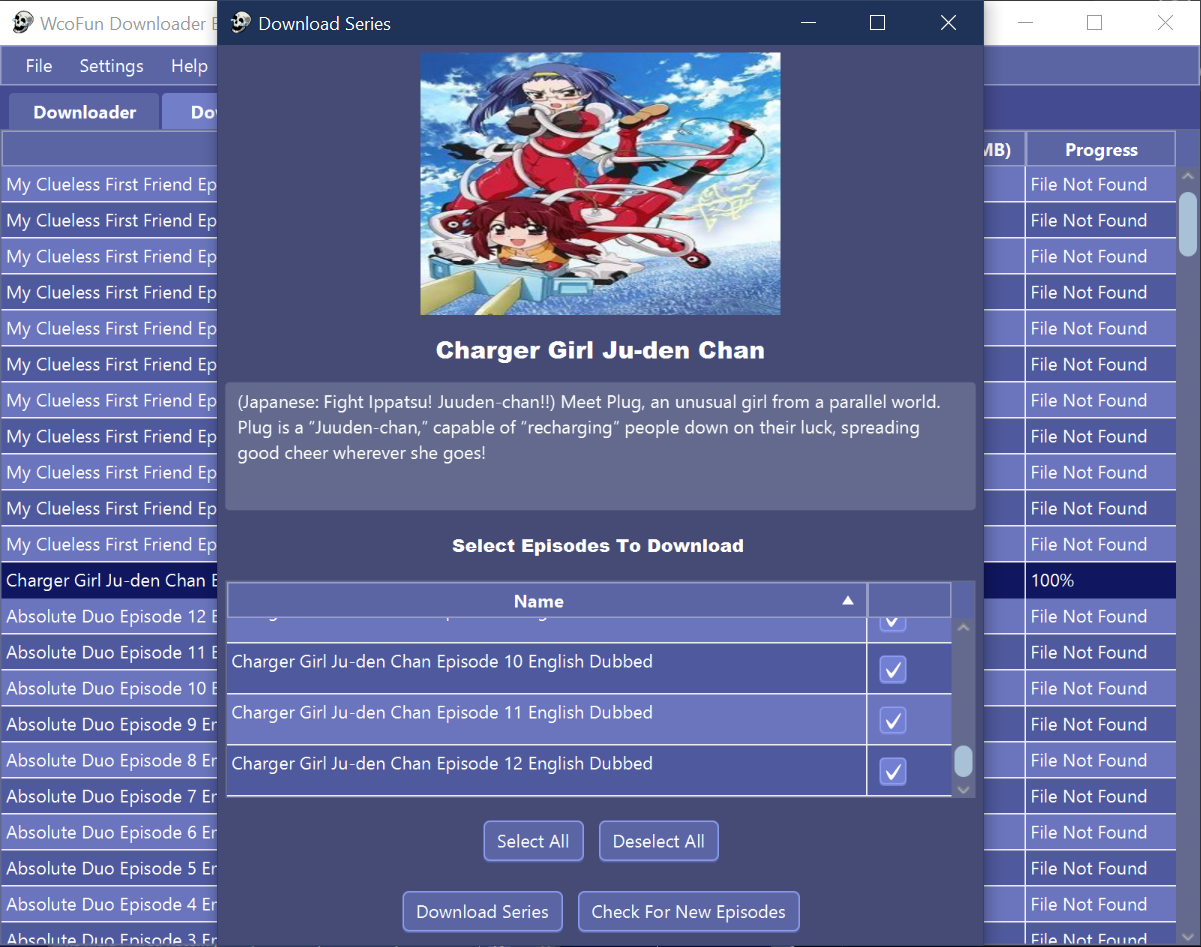 WcoFun Downloader
Download Series
File Settings Help
Downloader
MB) Progress
My Clueless First Friend Ep
File Not Found
My Clueless First Friend Ep
File Not Found
My Clueless First Friend Ep
File Not Found
My Clueless First Friend Ep
File Not Found
My Clueless First Friend Ep
File Not Found
My Clueless First Friend Ep
File Not Found
My Clueless First Friend Ep
File Not Found
My Clueless First Friend Ep
File Not Found
My Clueless First Friend Ep
File Not Found
My Clueless First Friend Ep
File Not Found
My Clueless First Friend Ep
File Not Found
Charger Girl Ju-den Chan E
100%
Absolute Duo Episode 12 E
File Not Found
Absolute Duo Episode 11 E
File Not Found
Absolute Duo Episode 10 E
File Not Found
Absolute Duo Episode 9 Er
File Not Found
Absolute Duo Episode 8 Er
File Not Found
Absolute Duo Episode 7 Er
File Not Found
Absolute Duo Episode 6 Er
File Not Found
Absolute Duo Episode 5 Er
File Not Found
Absolute Duo Episode 4 Er
File Not Found
Absolute Duo Episode 3 Er
File Not Found
Charger Girl Ju-den Chan
(Japanese: Fight Ippatsu! Juuden-chan!!) Meet Plug, an unusual girl from a parallel world.
Plug is a “Juuden-chan,” capable of “recharging” people down on their luck, spreading
good cheer wherever she goes!
Select Episodes To Download
Name
Charger Girl Ju-den Chan Episode 10 English Dubbed
Charger Girl Ju-den Chan Episode 11 English Dubbed
Charger Girl Ju-den Chan Episode 12 English Dubbed
Select All
Deselect All
Download Series
Check For New Episodes